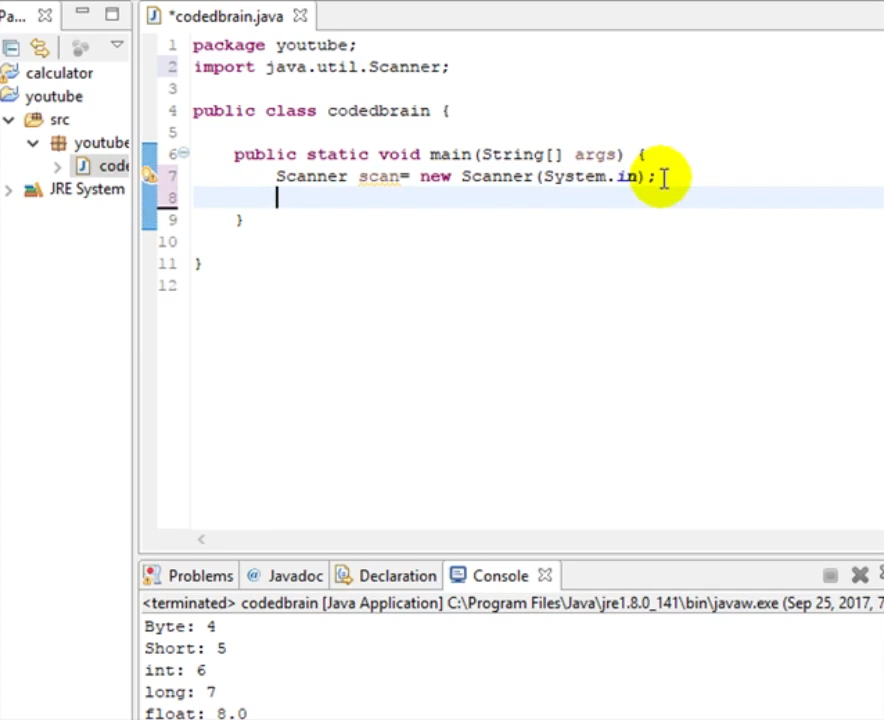 Pa...
calculator
youtube
src
youtube
code
JRE System
*codedbrain.java
1 package youtube;
2 import java.util.Scanner;
3
4 public class codedbrain {
5
6 public static void main(String[] args) {
7 Scanner scan= new Scanner(System.in);
8
9 }
10
11 }
12
Problems @ Javadoc Declaration Console
<terminated> codedbrain [Java Application] C:\Program Files\Java\jre1.8.0_141\bin\javaw.exe (Sep 25, 2017, 7
Byte: 4
Short: 5
int: 6
long: 7
float: 8.0